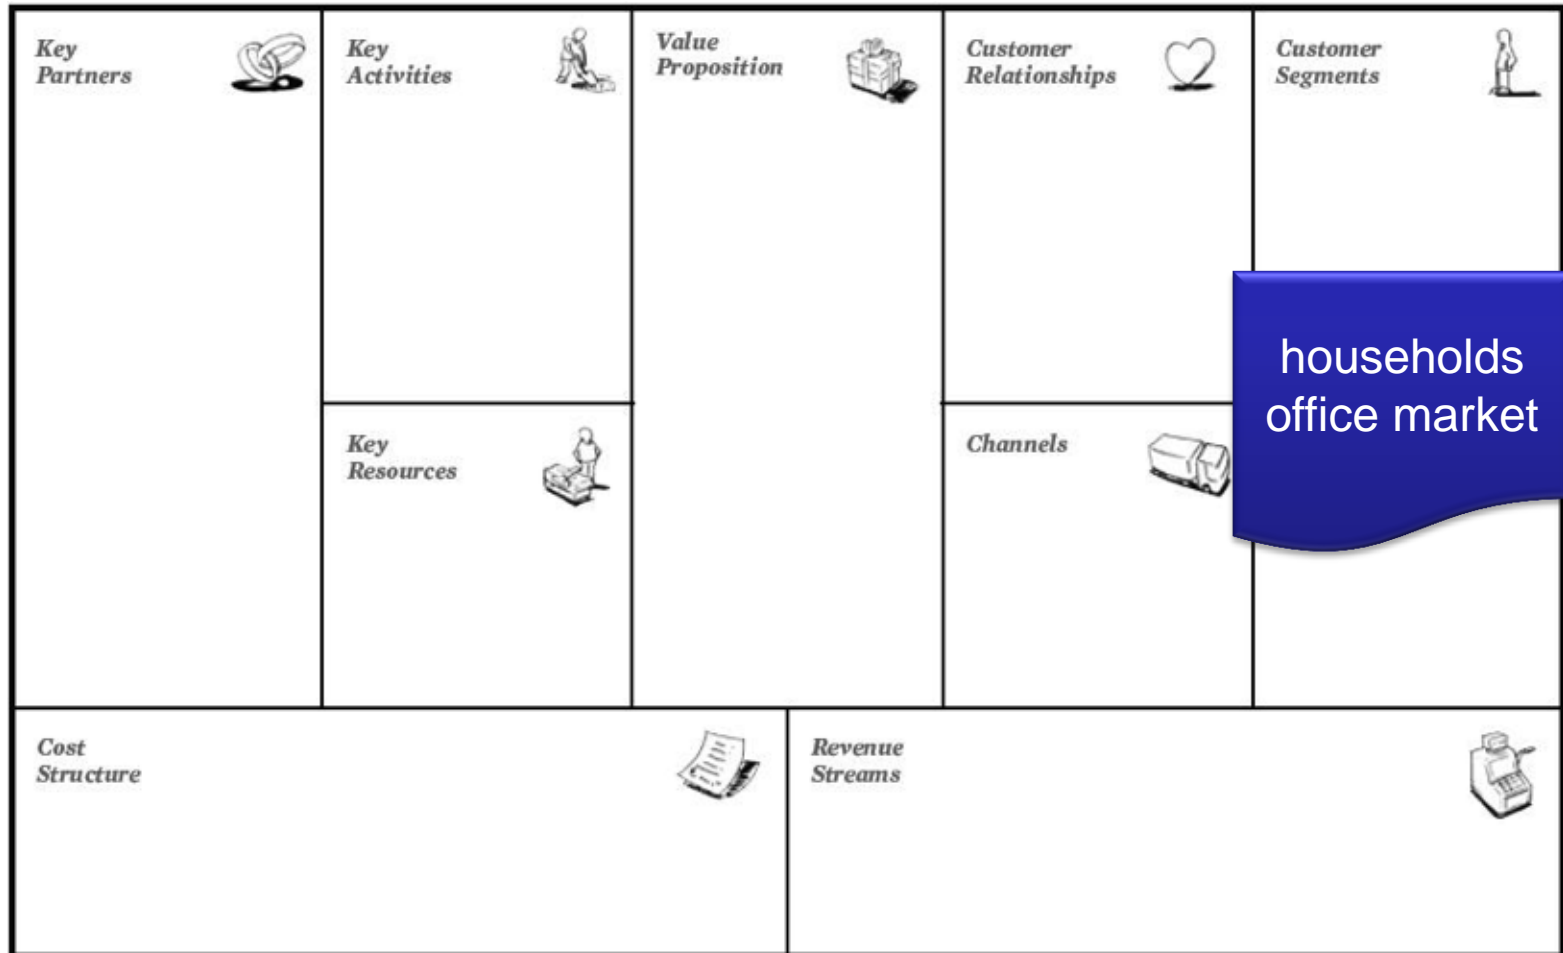 Key
Partners
Key
Activities
Value
Proposition
Customer
Relationships
Customer
Segments
households
office market
Key
Resources
Channels
Cost
Structure
Revenue
Streams